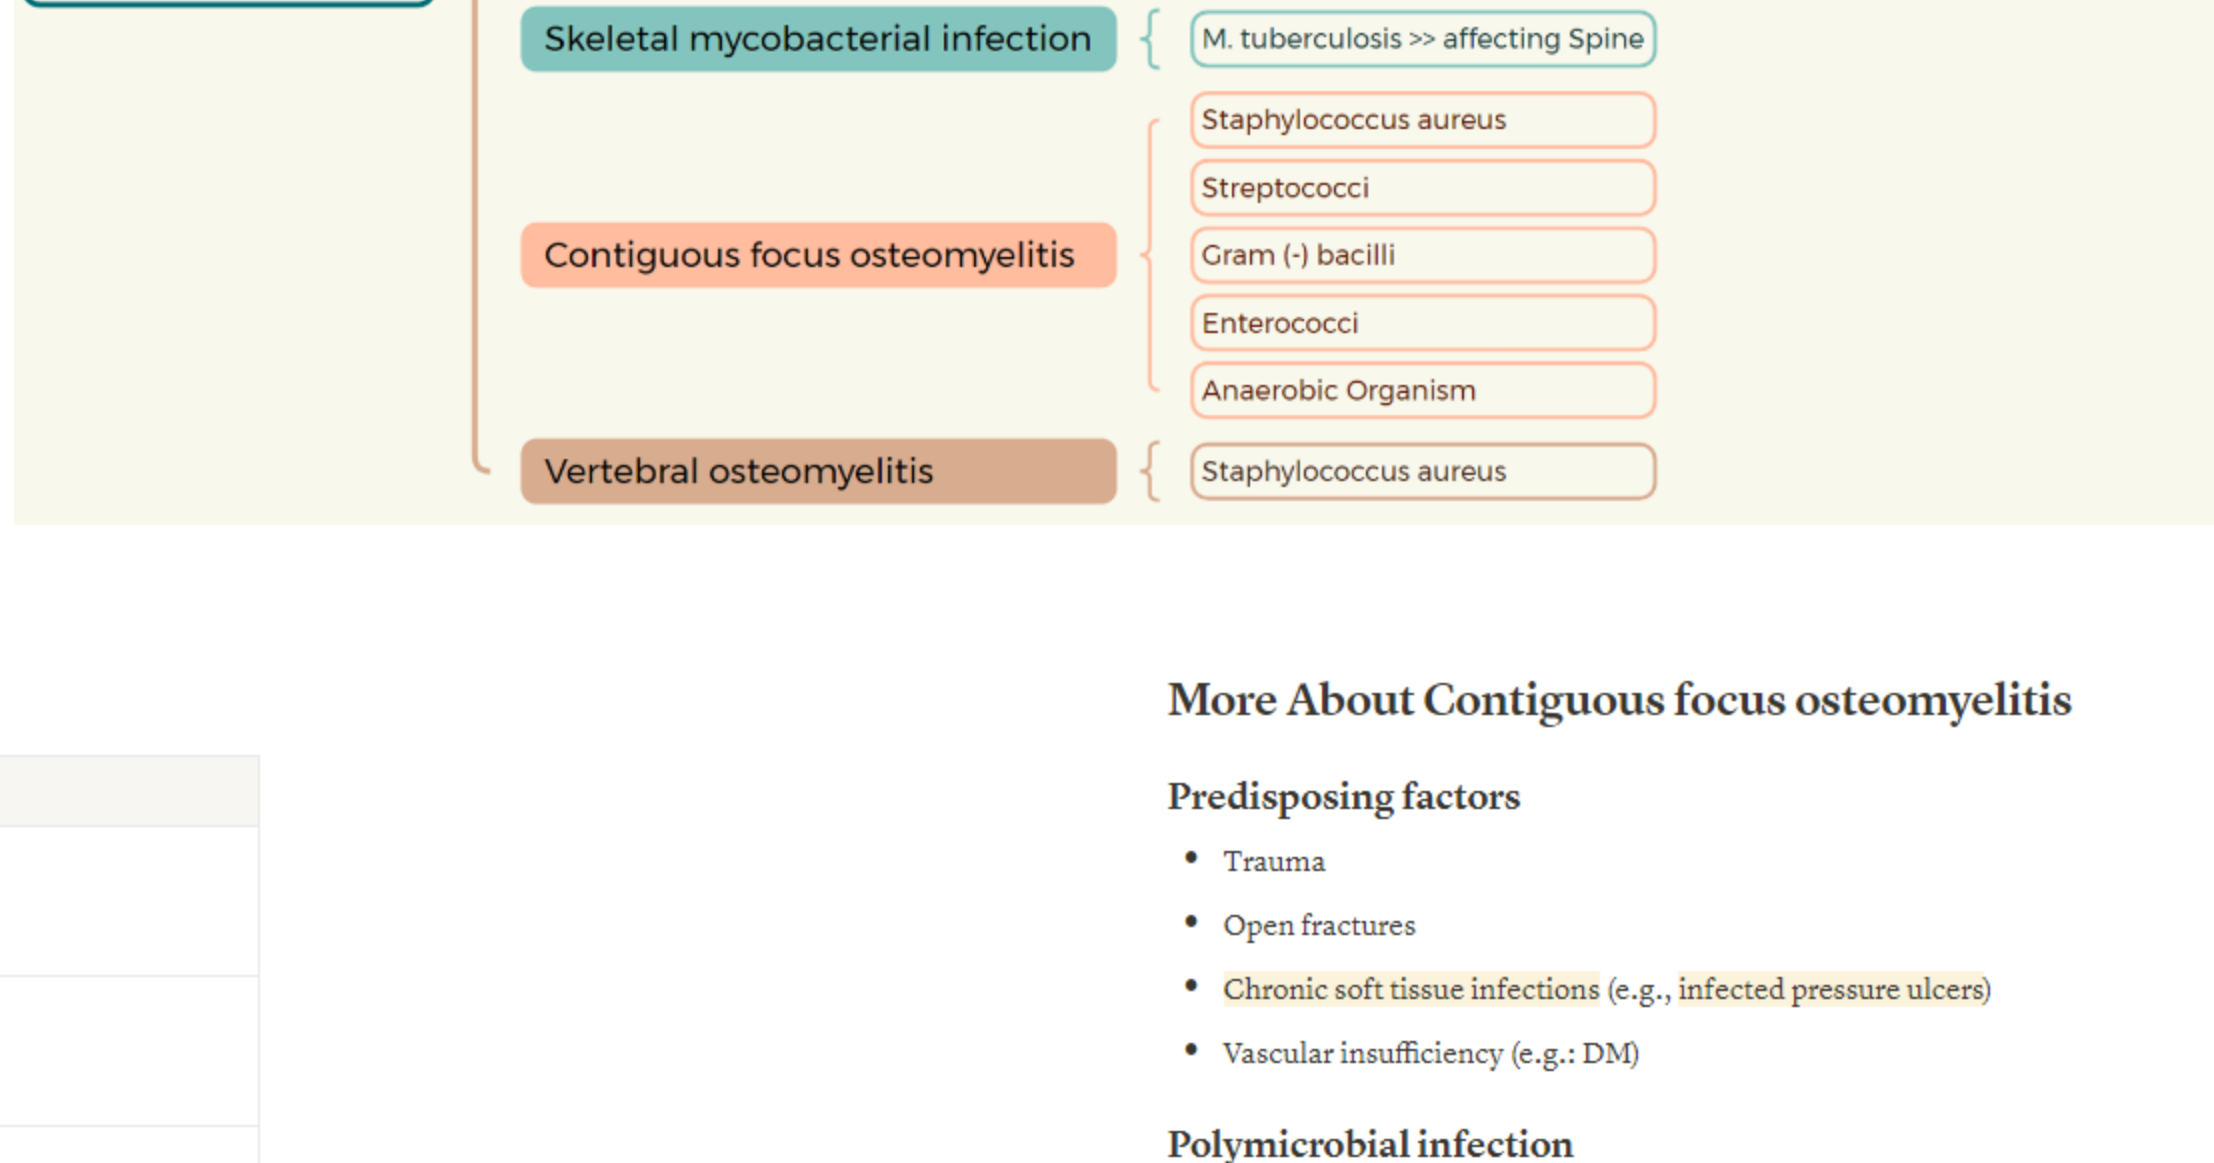 Skeletal mycobacterial infection
M. tuberculosis >> affecting Spine
Contiguous focus osteomyelitis
Staphylococcus aureus
Streptococci
Gram (-) bacilli
Enterococci
Anaerobic Organism
Vertebral osteomyelitis
Staphylococcus aureus
More About Contiguous focus osteomyelitis
Predisposing factors
• Trauma
• Open fractures
• Chronic soft tissue infections (e.g., infected pressure ulcers)
• Vascular insufficiency (e.g.: DM)
Polymicrobial infection